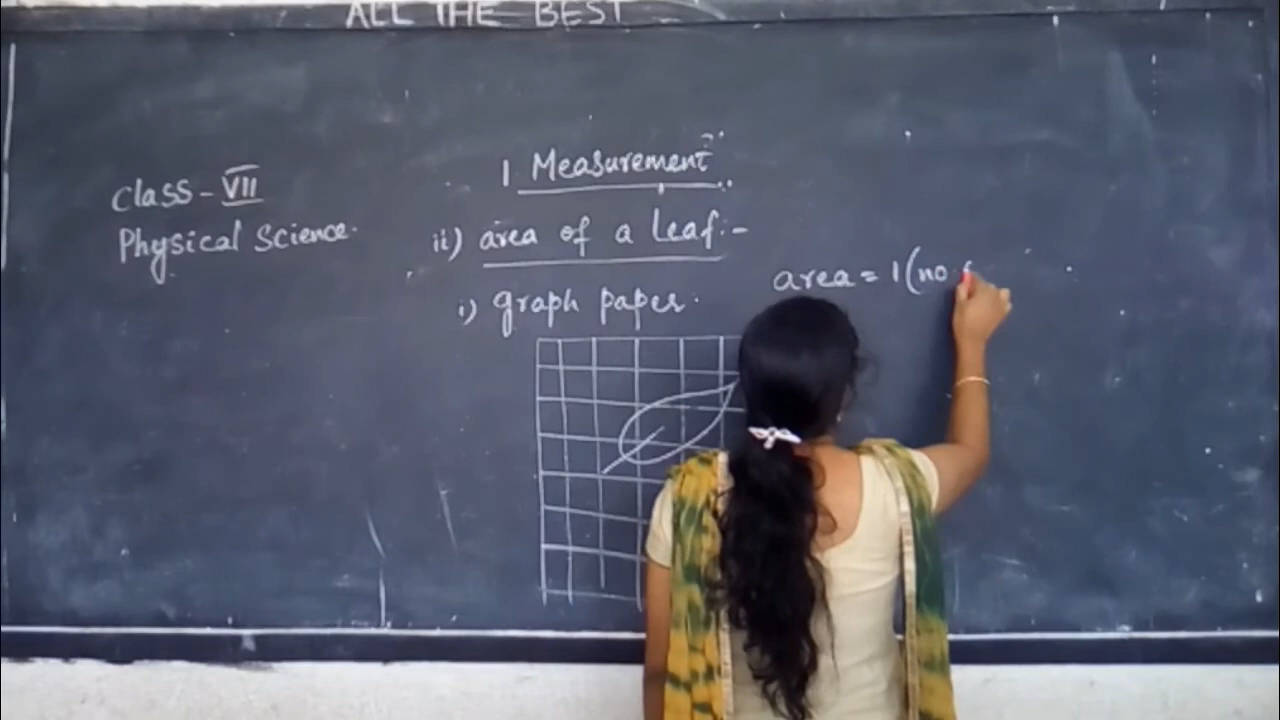 ALL THE BEST
Class - VII
Physical Science.
1 Measurement
ii) area of a leaf:-
i) graph paper.
area = 1(no.